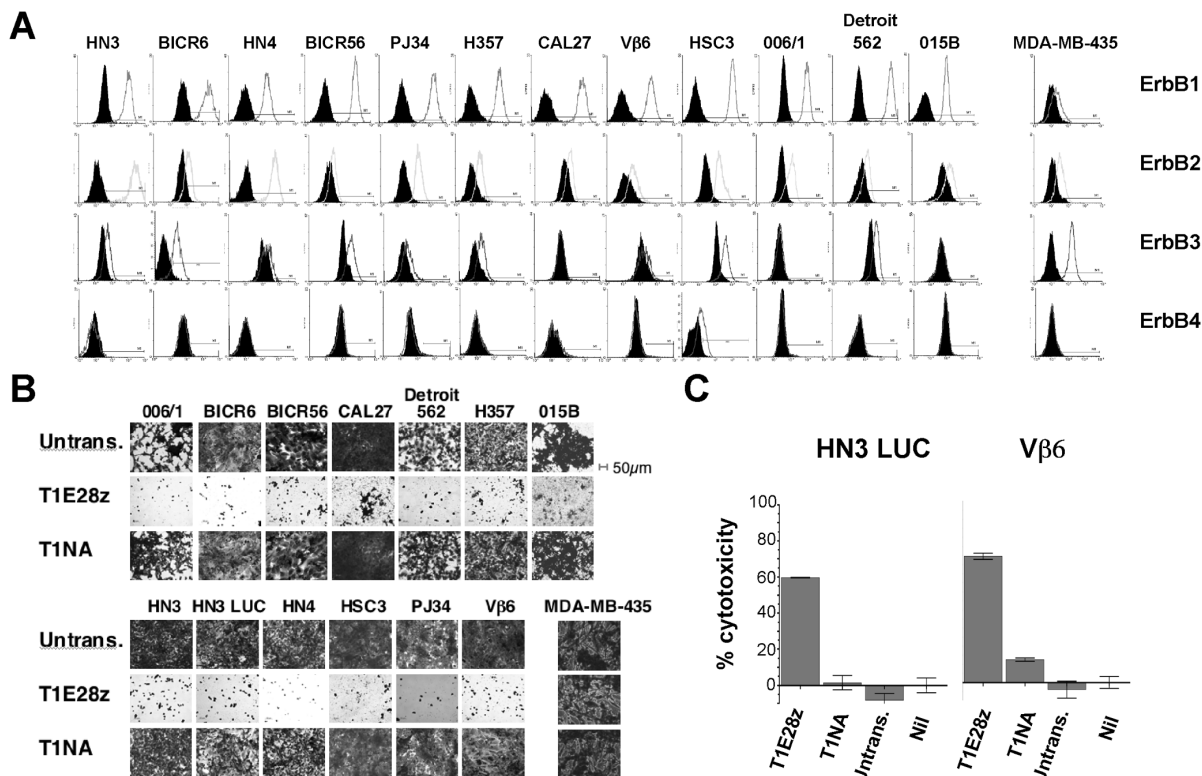 A
HN3 BICR6 HN4 BICR56 PJ34 H357 CAL27 Vβ6 HSC3 006/1 Detroit 562 015B MDA-MB-435
ErbB1
ErbB2
ErbB3
ErbB4
B
006/1 BICR6 BICR56 CAL27 Detroit 562 H357 015B
Untrans.
50μm
T1E28z
T1NA
HN3 HN3 LUC HN4 HSC3 PJ34 Vβ6 MDA-MB-435
Untrans.
T1E28z
T1NA
C
HN3 LUC Vβ6
% cytotoxicity
100
80
60
40
20
0
T1E28z T1NA Untrans. Nil T1E28z T1NA Untrans. Nil